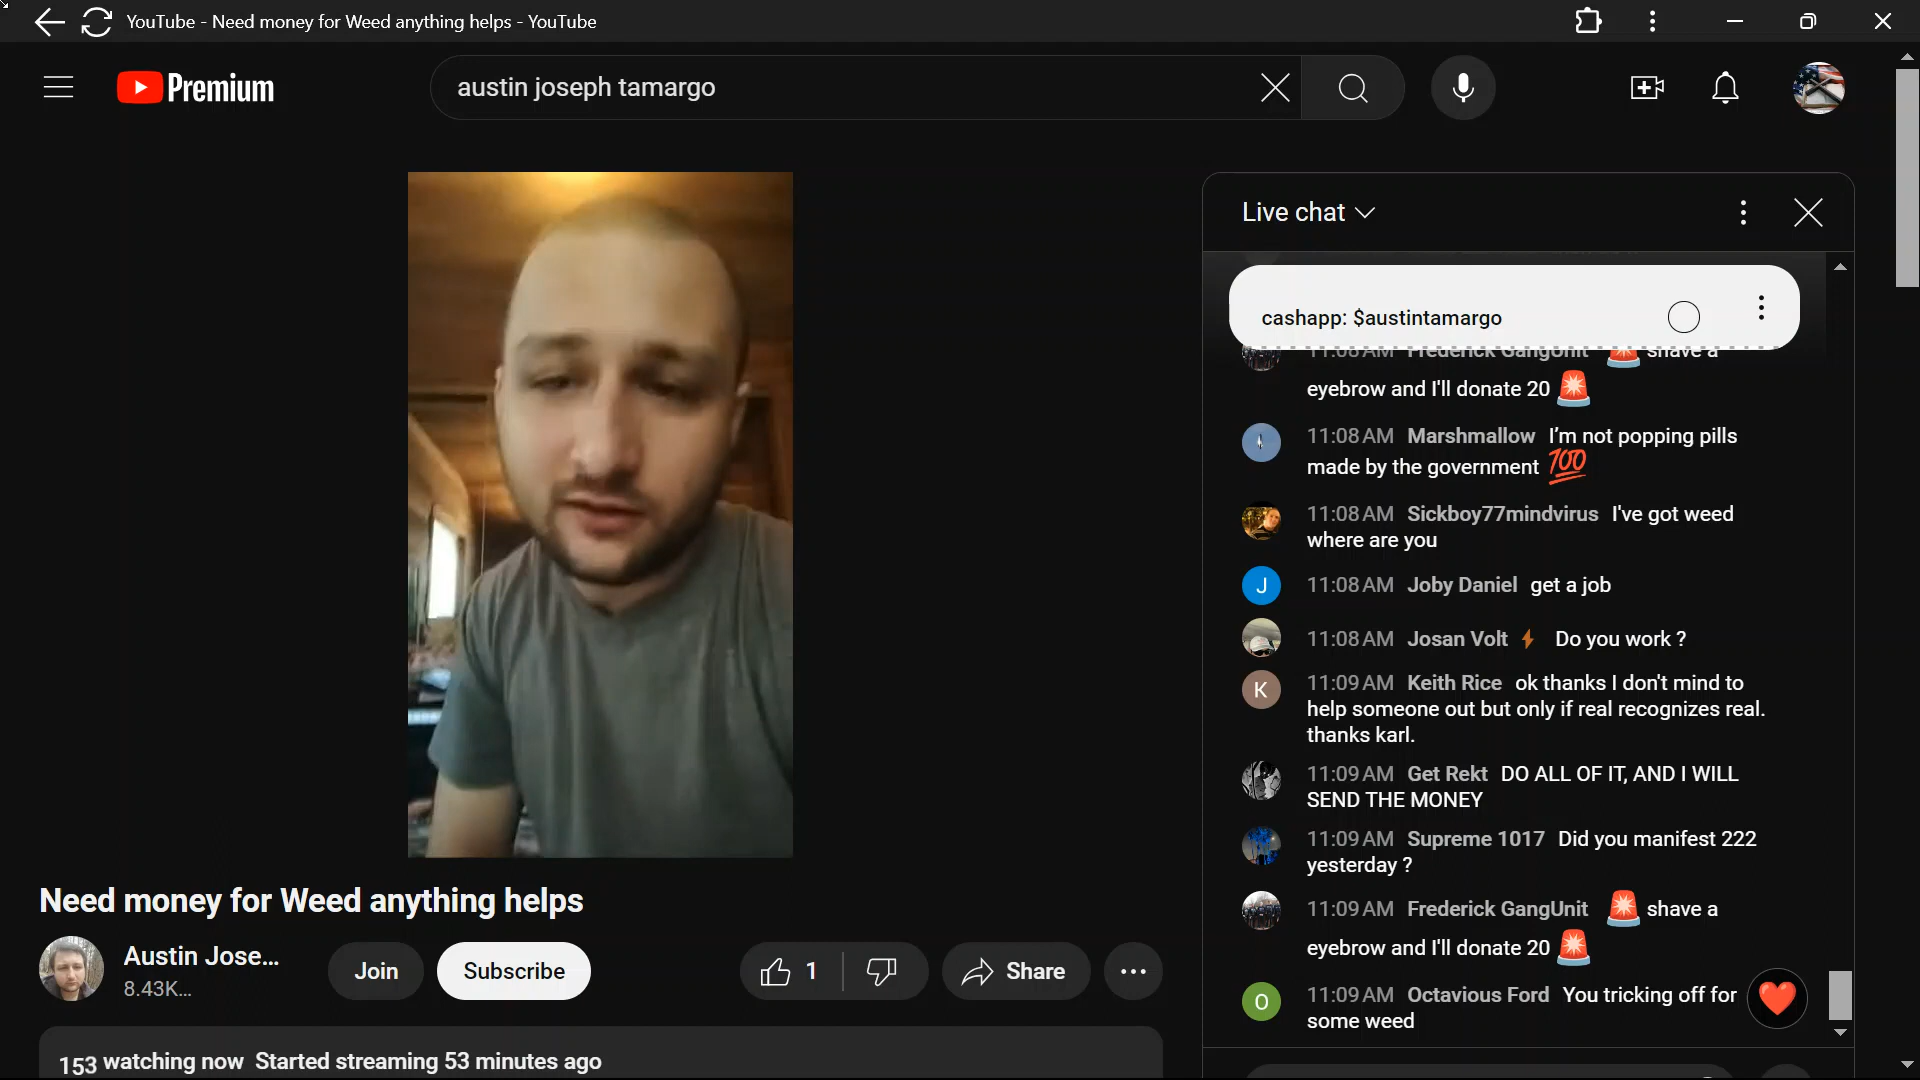 YouTube - Need money for Weed anything helps - YouTube
Premium
austin joseph tamargo
Live chat
cashapp: $austintamargo
11:08 AM Frederick GangUnit 🚨 shave a
eyebrow and I'll donate 20 🚨
11:08 AM Marshmallow I'm not popping pills
made by the government 💯
11:08 AM Sickboy77mindvirus I've got weed
where are you
J 11:08 AM Joby Daniel get a job
11:08 AM Josan Volt⚡ Do you work ?
K 11:09 AM Keith Rice ok thanks I don't mind to
help someone out but only if real recognizes real.
thanks karl.
11:09 AM Get Rekt DO ALL OF IT, AND I WILL
SEND THE MONEY
11:09 AM Supreme 1017 Did you manifest 222
yesterday ?
11:09 AM Frederick GangUnit 🚨 shave a
eyebrow and I'll donate 20 🚨
O 11:09 AM Octavious Ford You tricking off for
some weed
Need money for Weed anything helps
Austin Jose...
8.43K...
Join
Subscribe
1
Share
153 watching now Started streaming 53 minutes ago